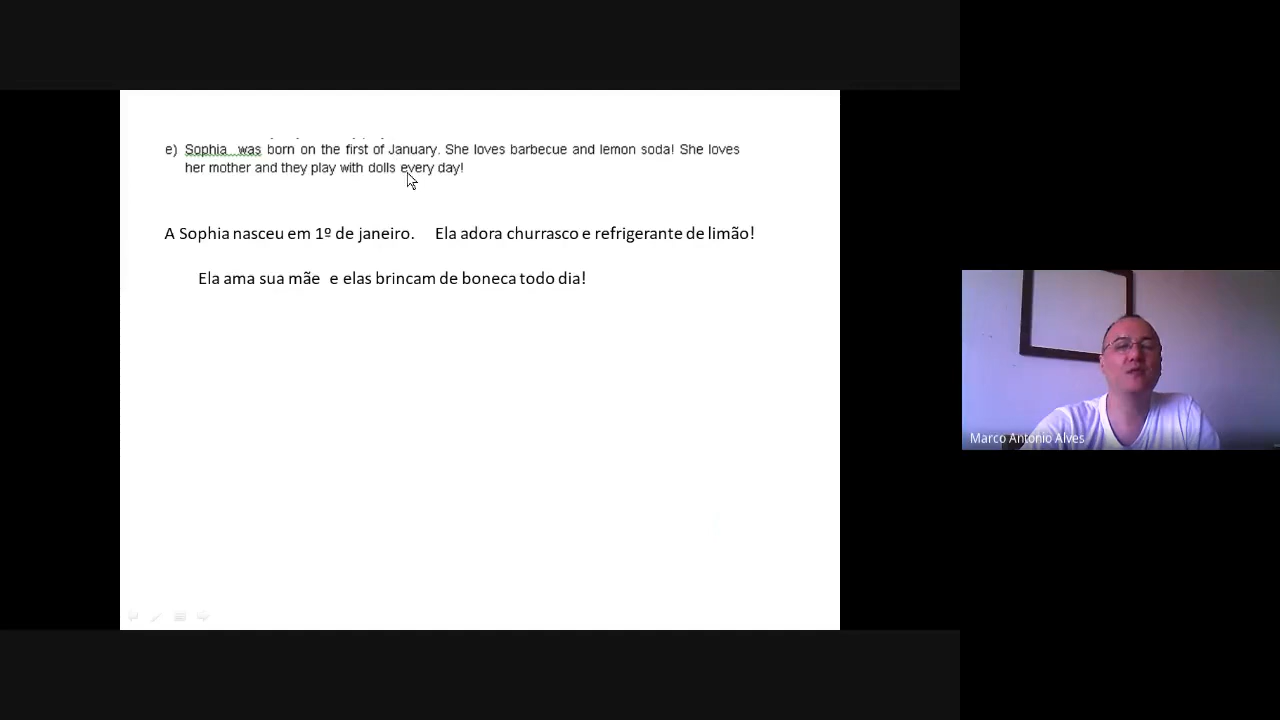 e) Sophia was born on the first of January. She loves barbecue and lemon soda! She loves
her mother and they play with dolls every day!
A Sophia nasceu em 1º de janeiro. Ela adora churrasco e refrigerante de limão!
Ela ama sua mãe e elas brincam de boneca todo dia!
Marco Antonio Alves